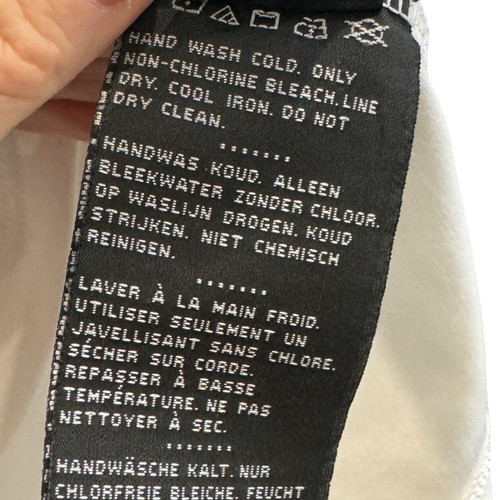 HAND WASH COLD. ONLY
NON-CHLORINE BLEACH.LINE
DRY. COOL IRON. DO NOT
DRY CLEAN.
.......
HANDWAS KOUD. ALLEEN
BLEEKWATER ZONDER CHLOOR.
OP WASLIJN DROGEN. KOUD
STRIJKEN. NIET CHEMISCH
REINIGEN.
.......
LAVER À LA MAIN FROID.
UTILISER SEULEMENT UN
JAVELLISANT SANS CHLORE.
SÉCHER SUR CORDE.
REPASSER À BASSE
TEMPÉRATURE. NE PAS
NETTOYER À SEC.
.......
HANDWÄSCHE KALT. NUR
CHLORFREIE BLEICHE. FEUCHT